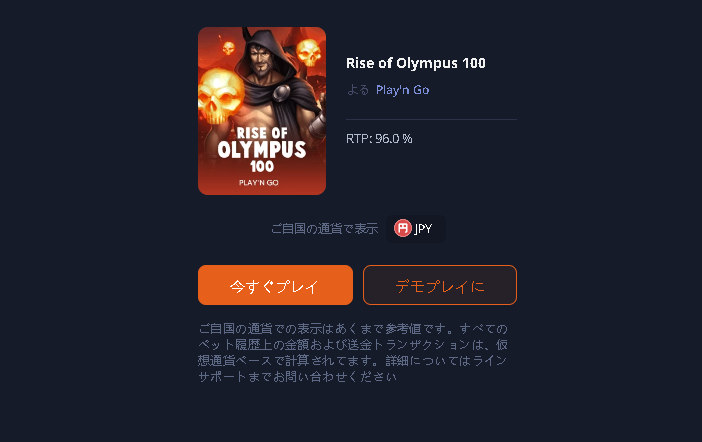 Rise of Olympus 100
よる Play'n Go
RISE OF
OLYMPUS
100
PLAY'N GO
RTP: 96.0 %
ご自国の通貨で表示 円 JPY
今すぐプレイ デモプレイに
ご自国の通貨での表示はあくまで参考値です。すべての
ベット履歴上の金額および送金トランザクションは、仮
想通貨ベースで計算されてます。詳細についてはライン
サポートまでお問い合わせください